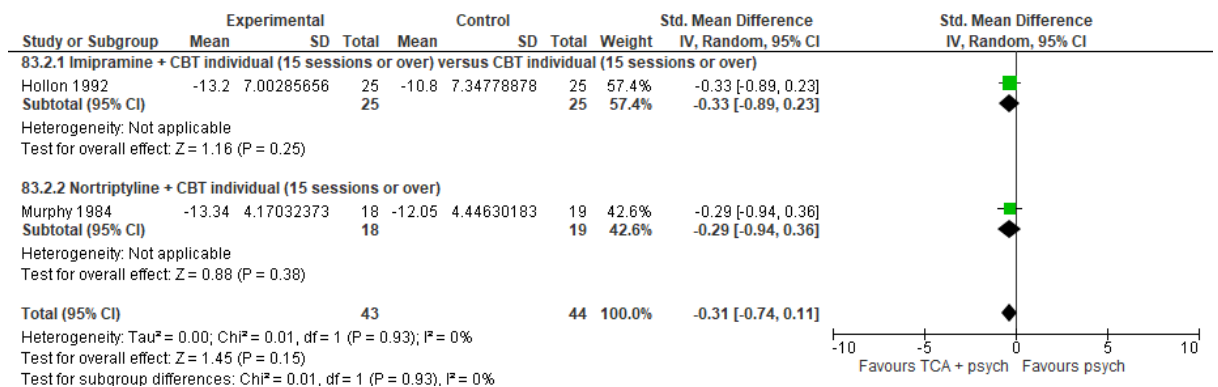 Experimental Control Std. Mean Difference Std. Mean Difference
Study or Subgroup Mean SD Total Mean SD Total Weight IV, Random, 95% CI IV, Random, 95% CI
83.2.1 Imipramine + CBT individual (15 sessions or over) versus CBT individual (15 sessions or over)
Hollon 1992 -13.2 7.00285656 25 -10.8 7.34778878 25 57.4% -0.33 [-0.89, 0.23]
Subtotal (95% CI) 25 25 57.4% -0.33 [-0.89, 0.23]
Heterogeneity: Not applicable
Test for overall effect: Z = 1.16 (P = 0.25)
83.2.2 Nortriptyline + CBT individual (15 sessions or over)
Murphy 1984 -13.34 4.17032373 18 -12.05 4.44630183 19 42.6% -0.29 [-0.94, 0.36]
Subtotal (95% CI) 18 19 42.6% -0.29 [-0.94, 0.36]
Heterogeneity: Not applicable
Test for overall effect: Z = 0.88 (P = 0.38)
Total (95% CI) 43 44 100.0% -0.31 [-0.74, 0.11]
Heterogeneity: Tau² = 0.00; Chi² = 0.01, df = 1 (P = 0.93); I² = 0%
Test for overall effect: Z = 1.45 (P = 0.15)
Test for subgroup differences: Chi² = 0.01, df = 1 (P = 0.93), I² = 0%
-10 -5 0 5 10
Favours TCA + psych Favours psych